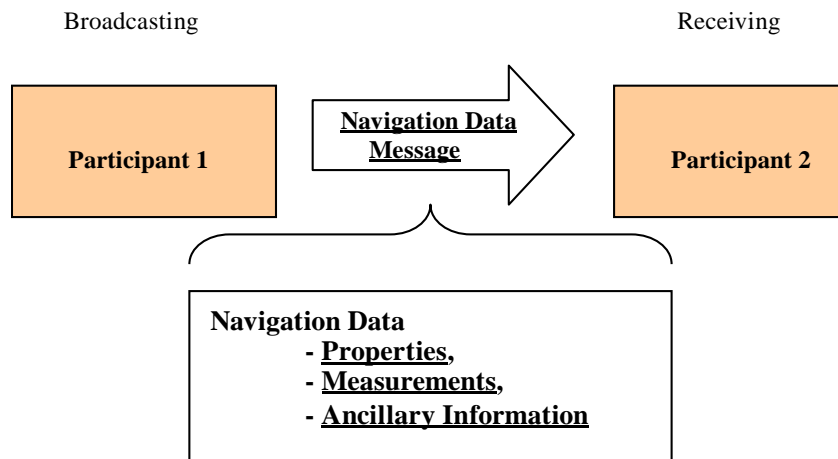 Broadcasting
Receiving
Participant 1
Navigation Data
Message
Participant 2
Navigation Data
- Properties,
- Measurements,
- Ancillary Information